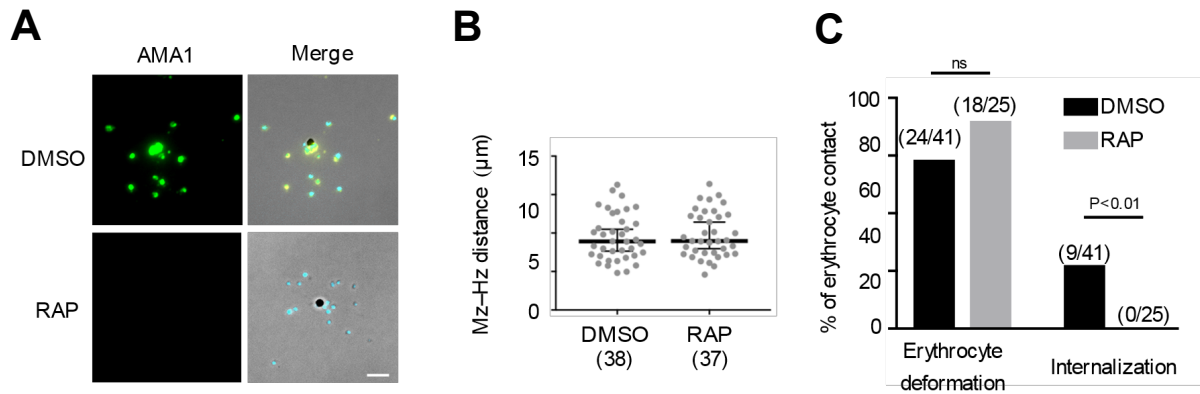 A
AMA1
Merge
DMSO
RAP
B
Mz–Hz distance (µm)
15
10
5
0
DMSO
(38)
RAP
(37)
C
ns
% of erythrocyte contact
100
80
60
40
20
0
(24/41)
(18/25)
DMSO
RAP
P<0.01
(9/41)
(0/25)
Erythrocyte
deformation
Internalization